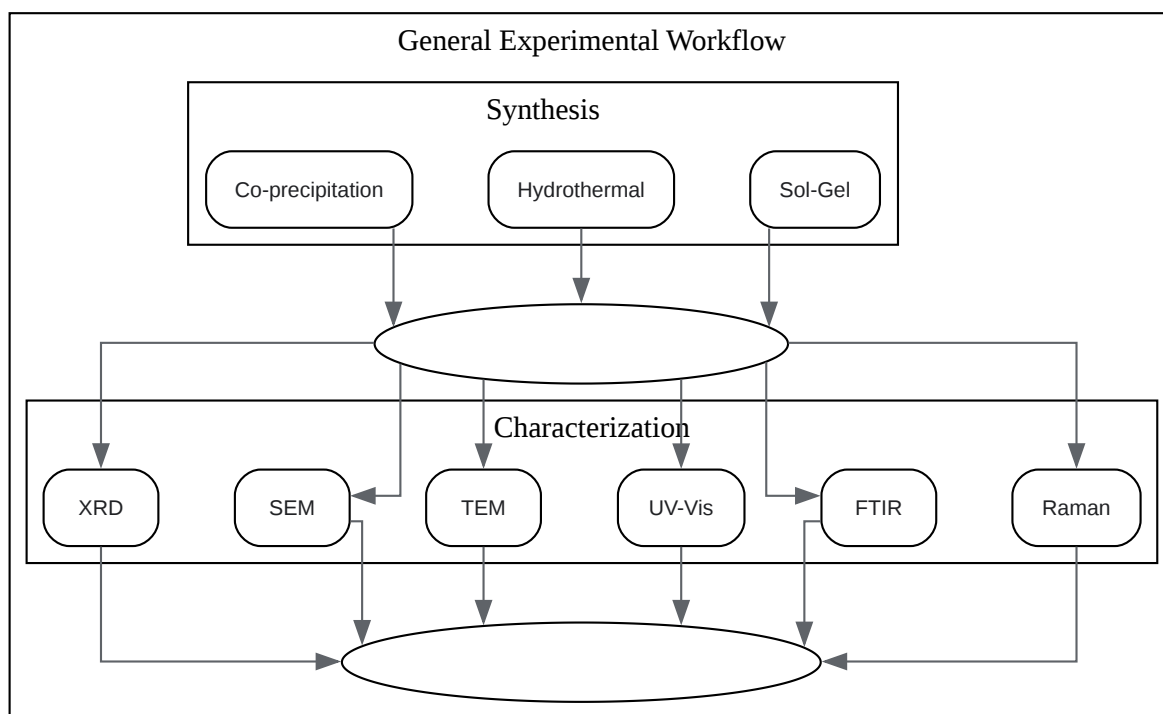 General Experimental Workflow
Synthesis
Co-precipitation
Hydrothermal
Sol-Gel
Characterization
XRD
SEM
TEM
UV-Vis
FTIR
Raman